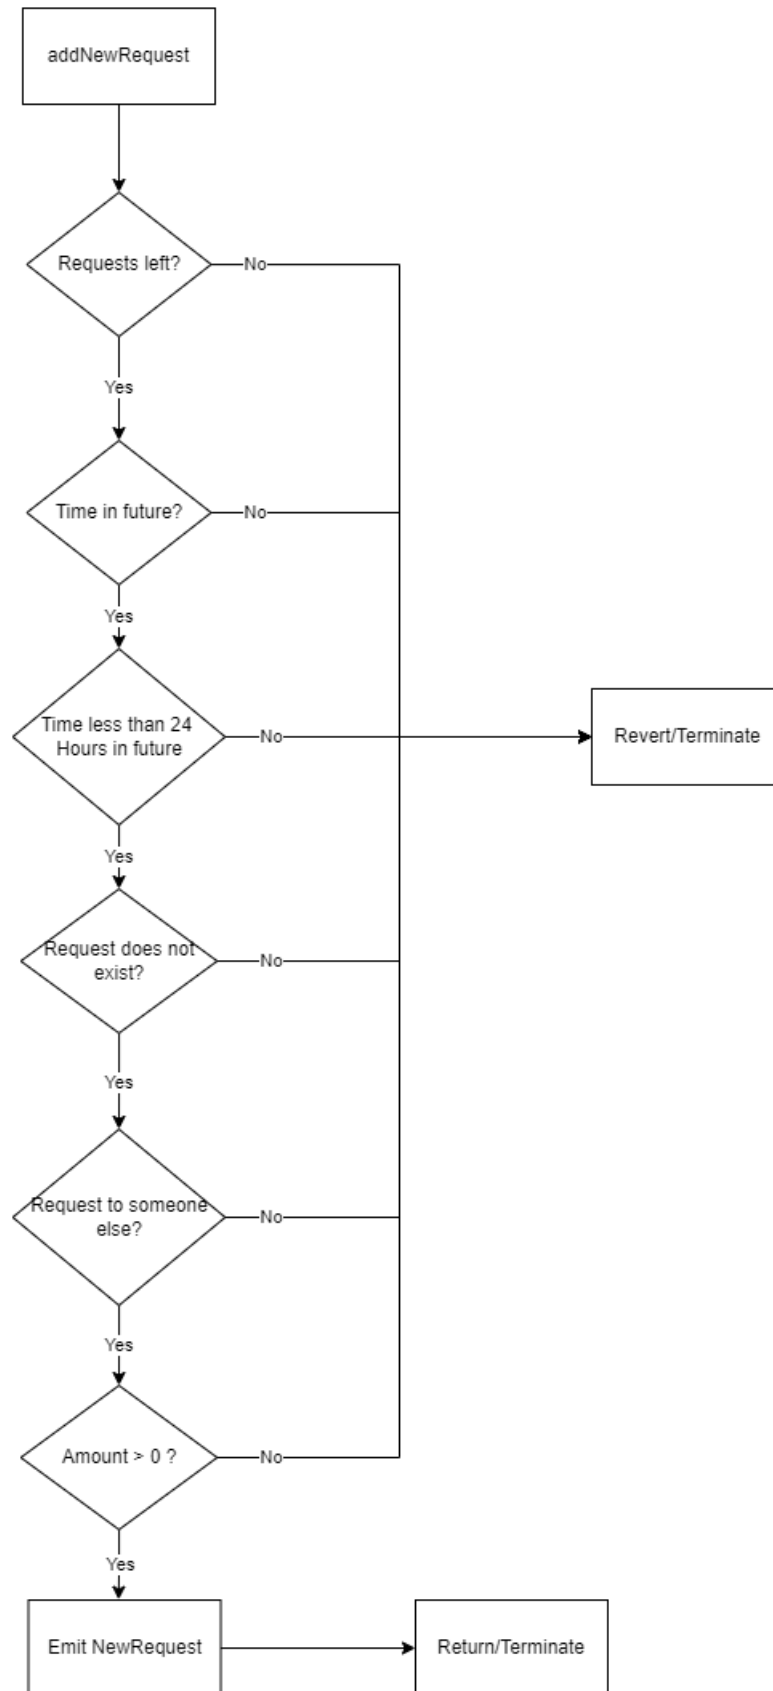 addNewRequest
Requests left?
No
Yes
Time in future?
No
Yes
Time less than 24
Hours in future
No
Revert/Terminate
Yes
Request does not
exist?
No
Yes
Request to someone
else?
No
Yes
Amount > 0 ?
No
Yes
Emit NewRequest
Return/Terminate